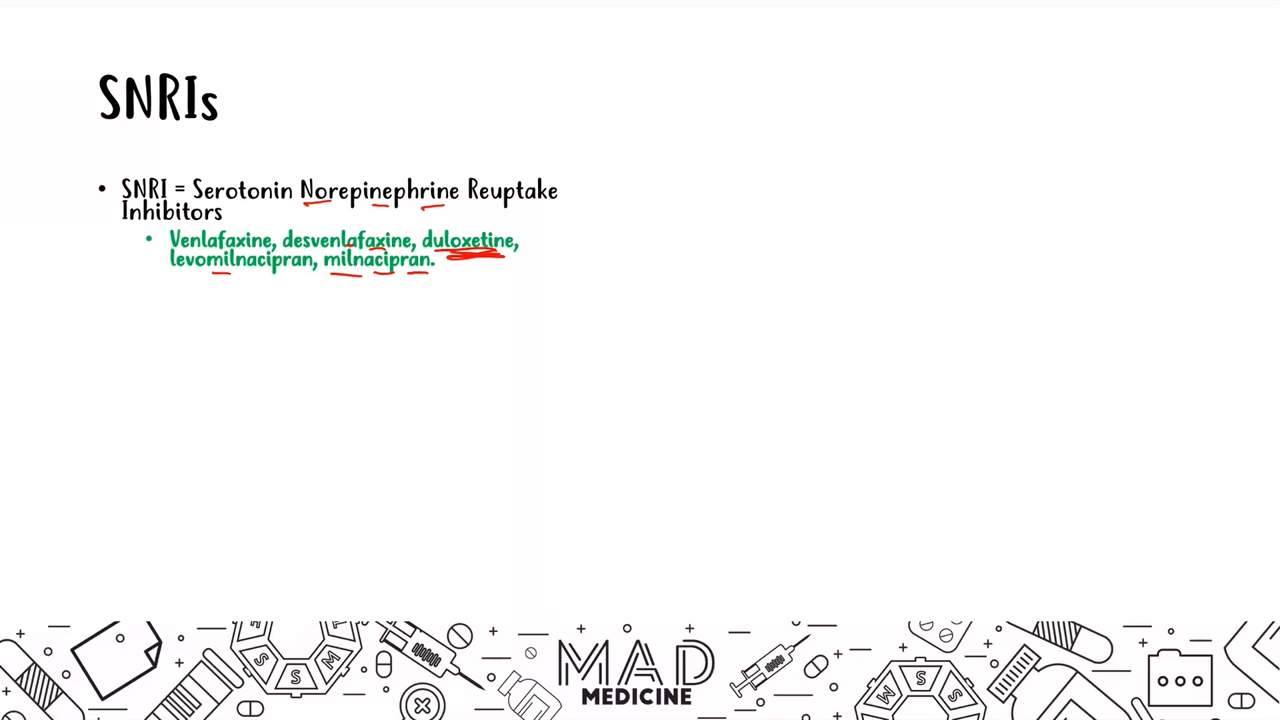 SNRIs
• SNRI = Serotonin Norepinephrine Reuptake
Inhibitors
• Venlafaxine, desvenlafaxine, duloxetine,
levomilnacipran, milnacipran.
MAD
MEDICINE
S
S
M
M
S
S